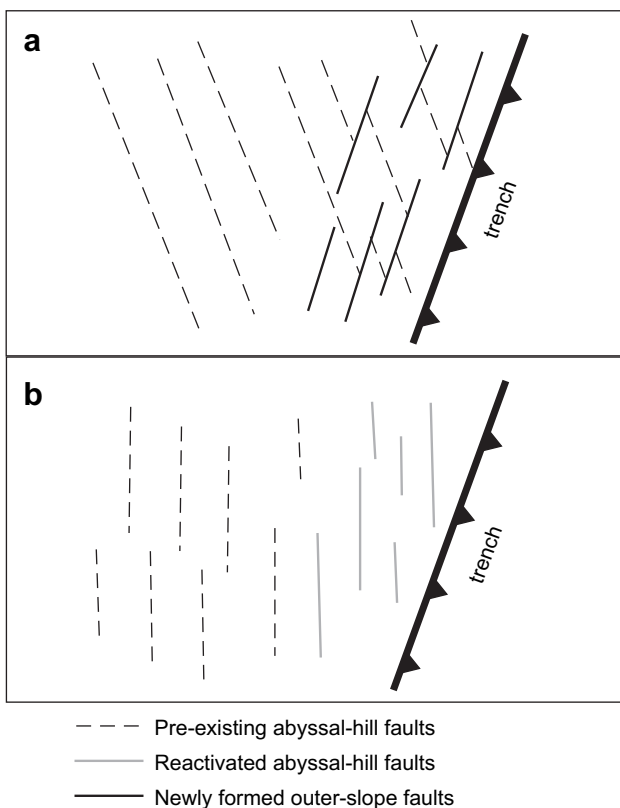 a
trench
b
trench
Pre-existing abyssal-hill faults
Reactivated abyssal-hill faults
Newly formed outer-slope faults